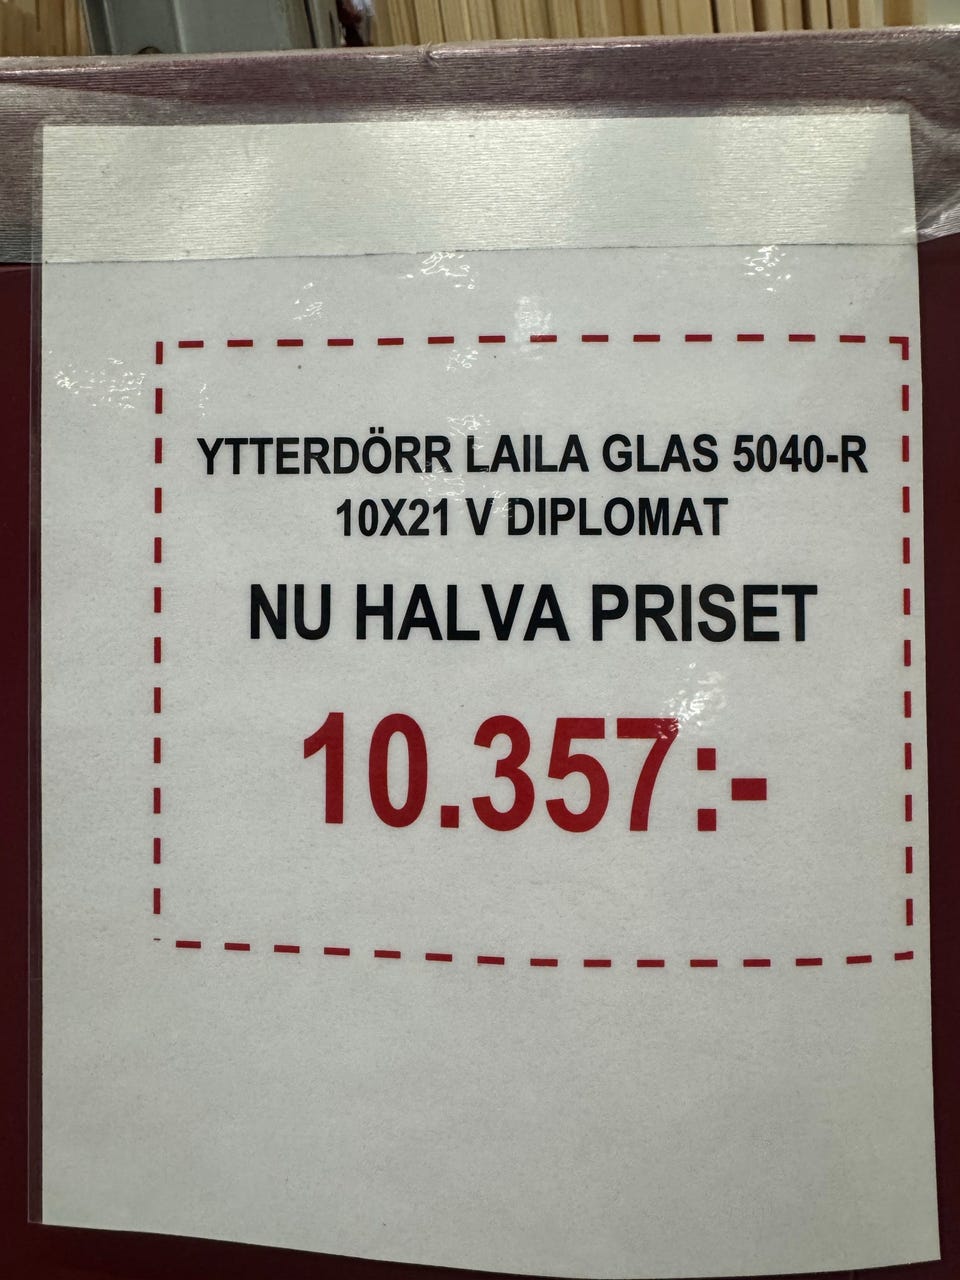 YTTERDÖRR LAILA GLAS 5040-R
10X21 V DIPLOMAT
NU HALVA PRISET
10.357:-